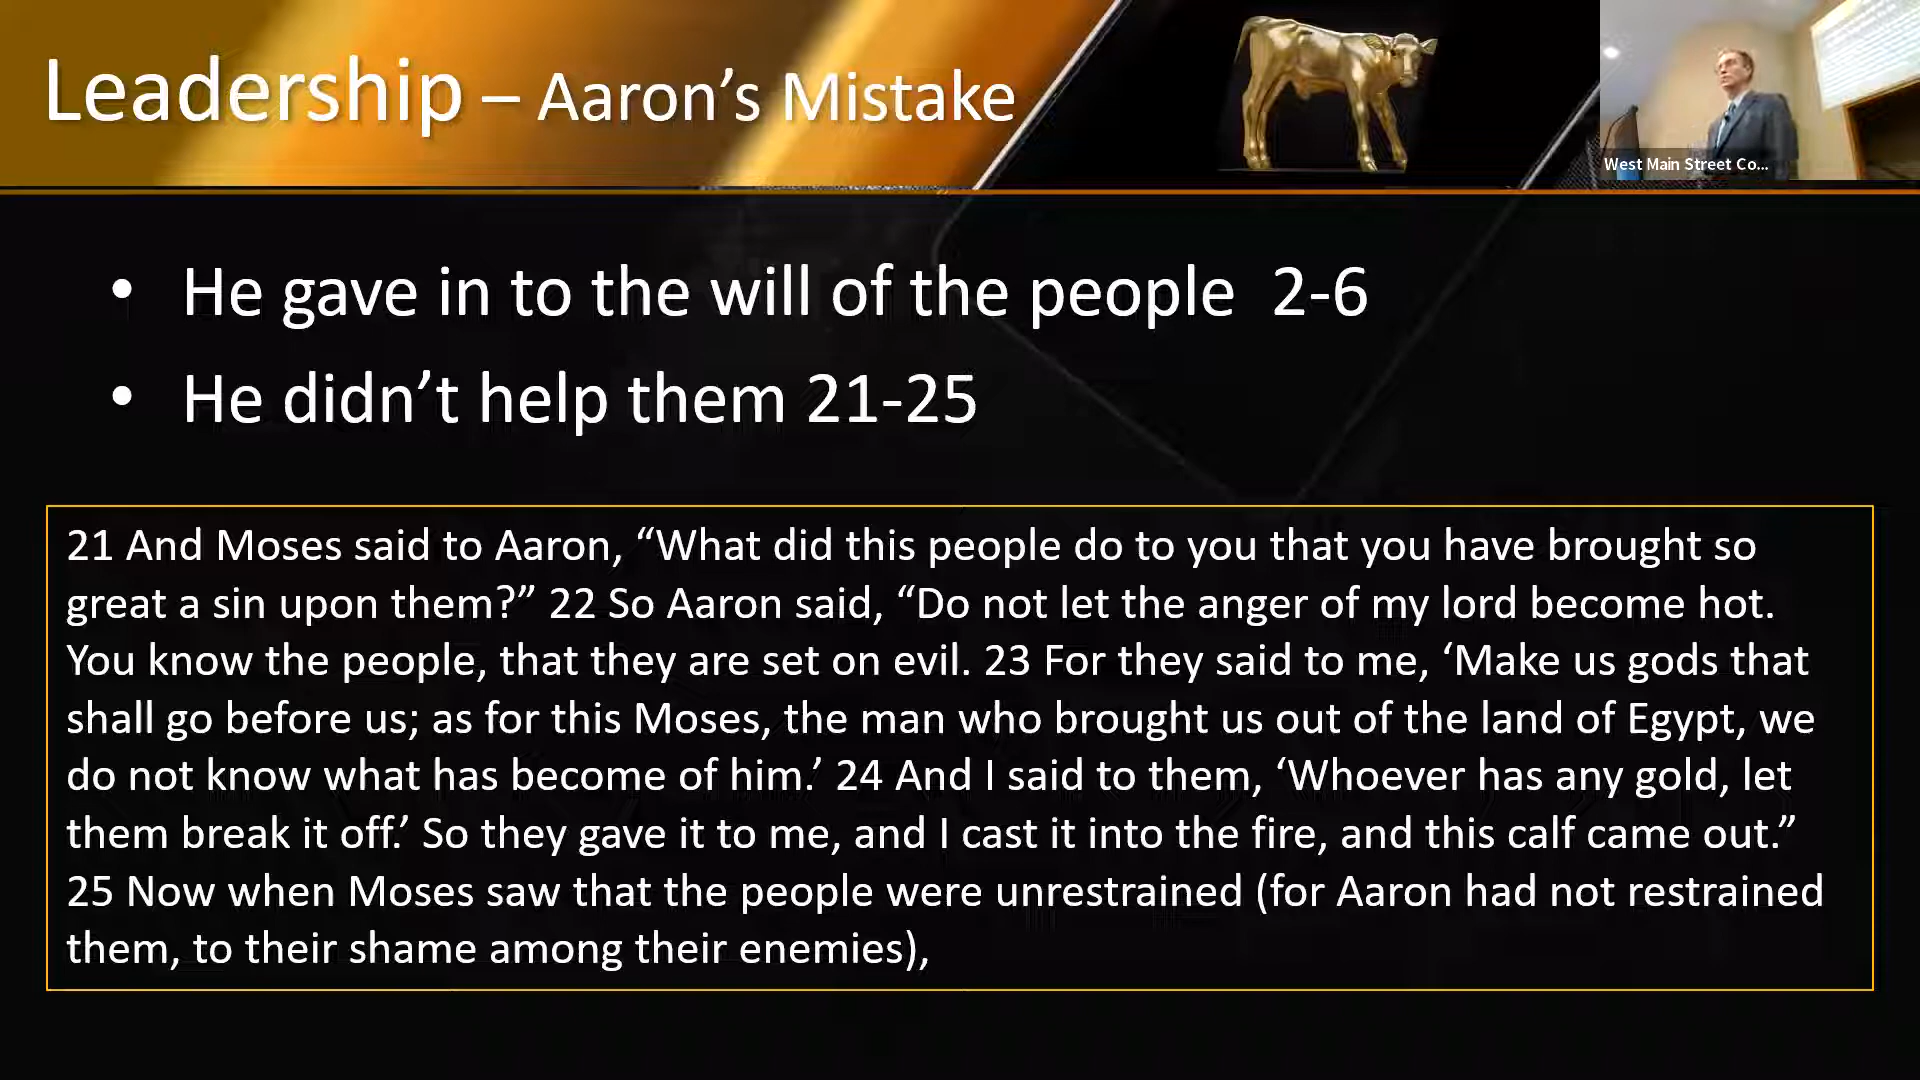 Leadership – Aaron’s Mistake
West Main Street Co...
• He gave in to the will of the people 2-6
• He didn’t help them 21-25
21 And Moses said to Aaron, “What did this people do to you that you have brought so
great a sin upon them?” 22 So Aaron said, “Do not let the anger of my lord become hot.
You know the people, that they are set on evil. 23 For they said to me, ‘Make us gods that
shall go before us; as for this Moses, the man who brought us out of the land of Egypt, we
do not know what has become of him.’ 24 And I said to them, ‘Whoever has any gold, let
them break it off.’ So they gave it to me, and I cast it into the fire, and this calf came out.”
25 Now when Moses saw that the people were unrestrained (for Aaron had not restrained
them, to their shame among their enemies),